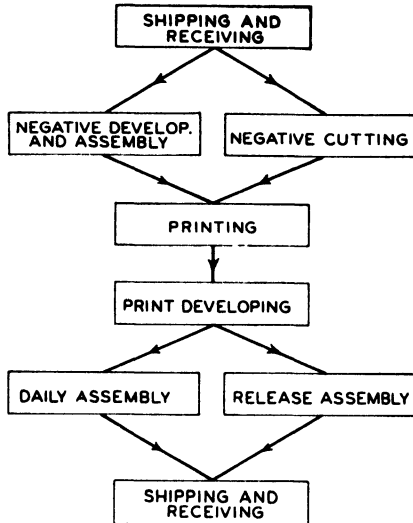 SHIPPING AND
RECEIVING
NEGATIVE DEVELOP.
AND ASSEMBLY
NEGATIVE CUTTING
PRINTING
PRINT DEVELOPING
DAILY ASSEMBLY
RELEASE ASSEMBLY
SHIPPING AND
RECEIVING